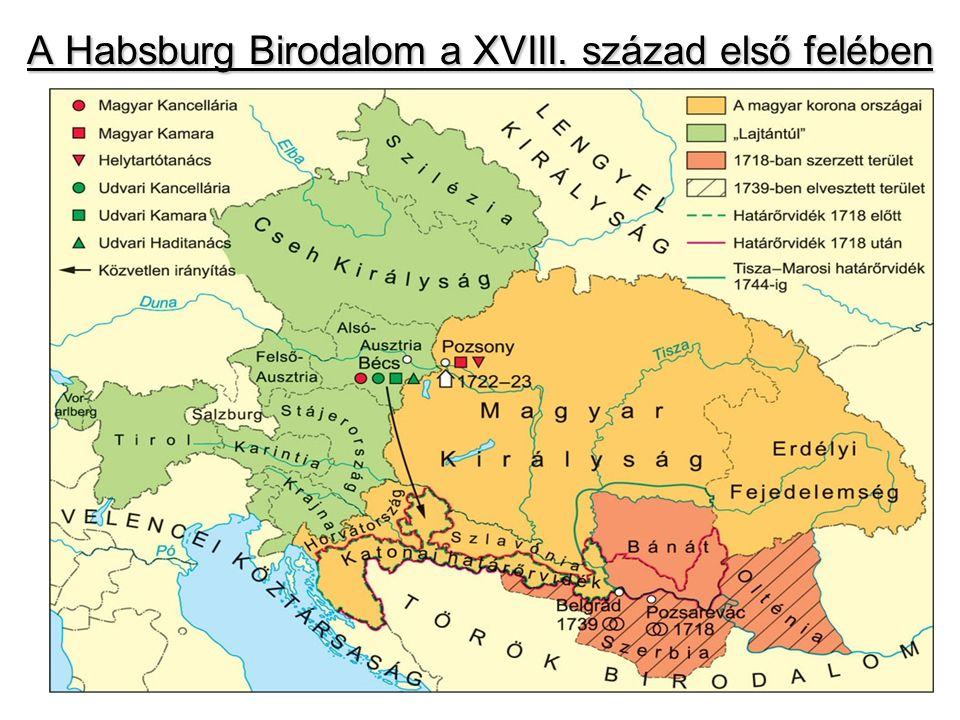 A Habsburg Birodalom a XVIII. század első felében
Magyar Kancellária
Magyar Kamara
Helytartótanács
Udvari Kancellária
Udvari Kamara
Udvari Haditanács
Közvetlen irányítás
A magyar korona országai
„Lajtántúl”
1718-ban szerzett terület
1739-ben elvesztett terület
Határőrvidék 1718 előtt
Határőrvidék 1718 után
Tisza–Marosi határőrvidék
1744-ig
LENGYEL
KIRÁLYSÁG
Elba
Szilézia
Cseh Királyság
Duna
Alsó-
Ausztria
Felső-
Ausztria
Bécs
Pozsony
1722–23
Tisza
Vor-
arlberg
Salzburg
Tirol
Stájerország
Karintia
Krajna
Magyar
Királyság
Erdélyi
Fejedelemség
Horvátország
Szlavónia
Katonai határőrvidék
Bánát
Olténia
VELENCEI KÖZTÁRSASÁG
Pó
Belgrád
1739
Pozsarevác
1718
Szerbia
TÖRÖK BIRODALOM